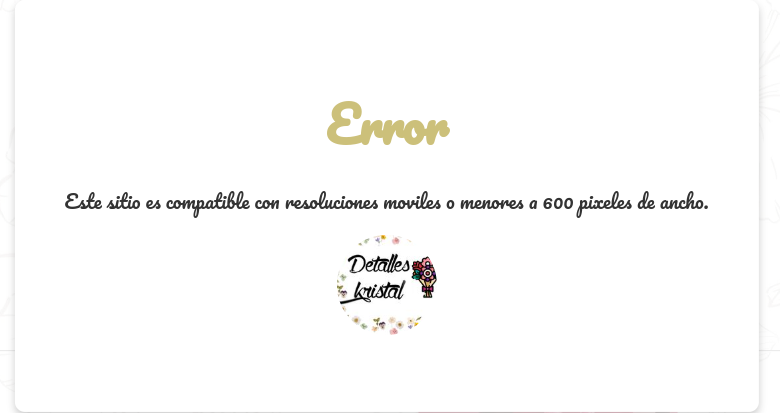 Error
Este sitio es compatible con resoluciones moviles o menores a 600 pixeles de ancho.
Detalles
kristal